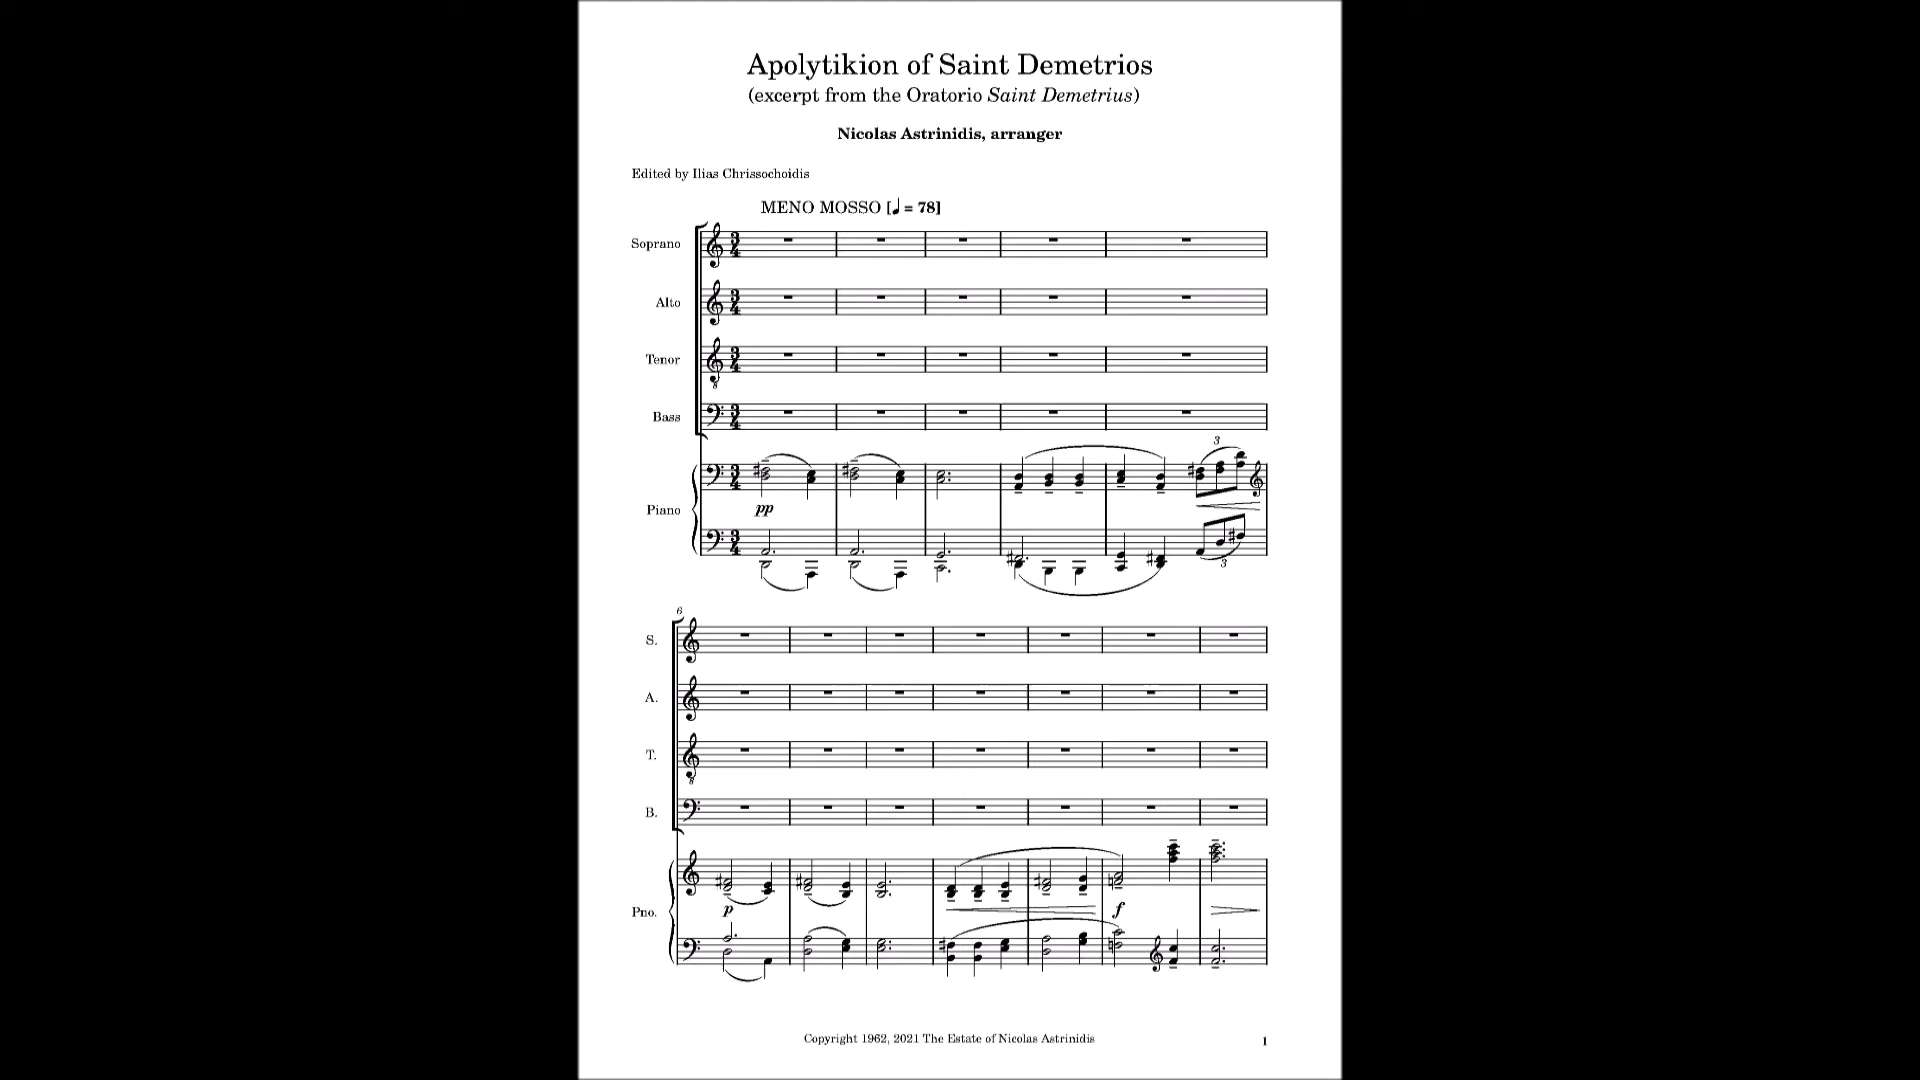 Apolytikion of Saint Demetrios
(excerpt from the Oratorio Saint Demetrius)
Nicolas Astrinidis, arranger
Edited by Ilias Chrissochoidis
MENO MOSSO [♩ = 78]
Soprano
Alto
Tenor
Bass
3
Piano
pp
3
6
S.
A.
T.
B.
Pno.
p
f
Copyright 1962, 2021 The Estate of Nicolas Astrinidis
1